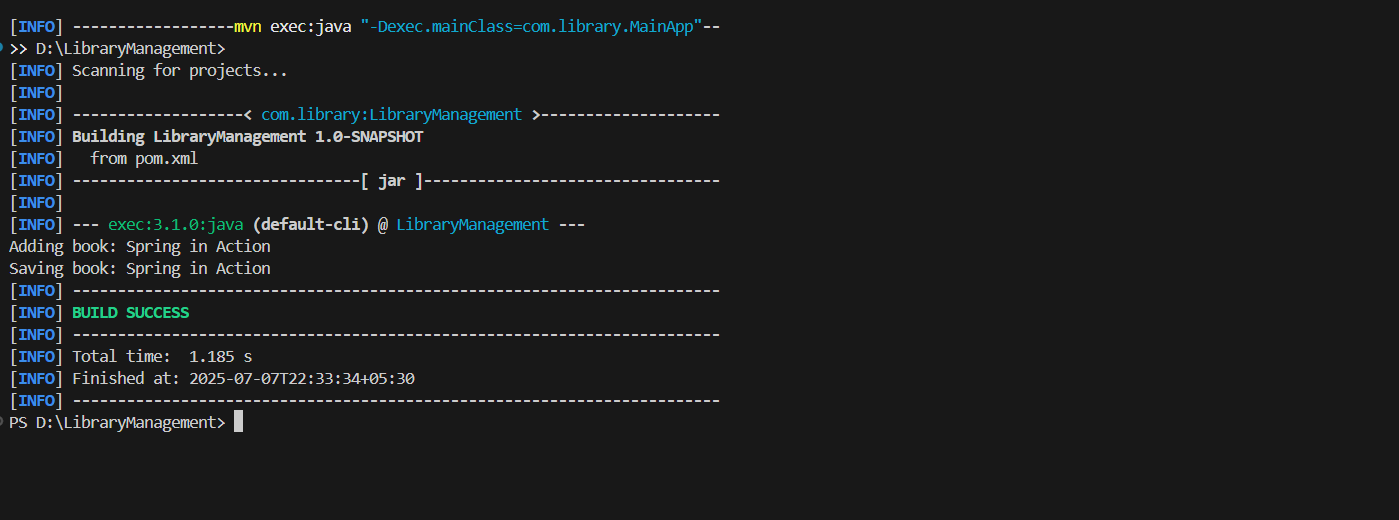 [INFO] ------------------mvn exec:java "-Dexec.mainClass=com.library.MainApp"--
>> D:\LibraryManagement>
[INFO] Scanning for projects...
[INFO]
[INFO] -------------------< com.library:LibraryManagement >--------------------
[INFO] Building LibraryManagement 1.0-SNAPSHOT
[INFO]   from pom.xml
[INFO] --------------------------------[ jar ]---------------------------------
[INFO]
[INFO] --- exec:3.1.0:java (default-cli) @ LibraryManagement ---
Adding book: Spring in Action
Saving book: Spring in Action
[INFO] ------------------------------------------------------------------------
[INFO] BUILD SUCCESS
[INFO] ------------------------------------------------------------------------
[INFO] Total time:  1.185 s
[INFO] Finished at: 2025-07-07T22:33:34+05:30
[INFO] ------------------------------------------------------------------------
PS D:\LibraryManagement>